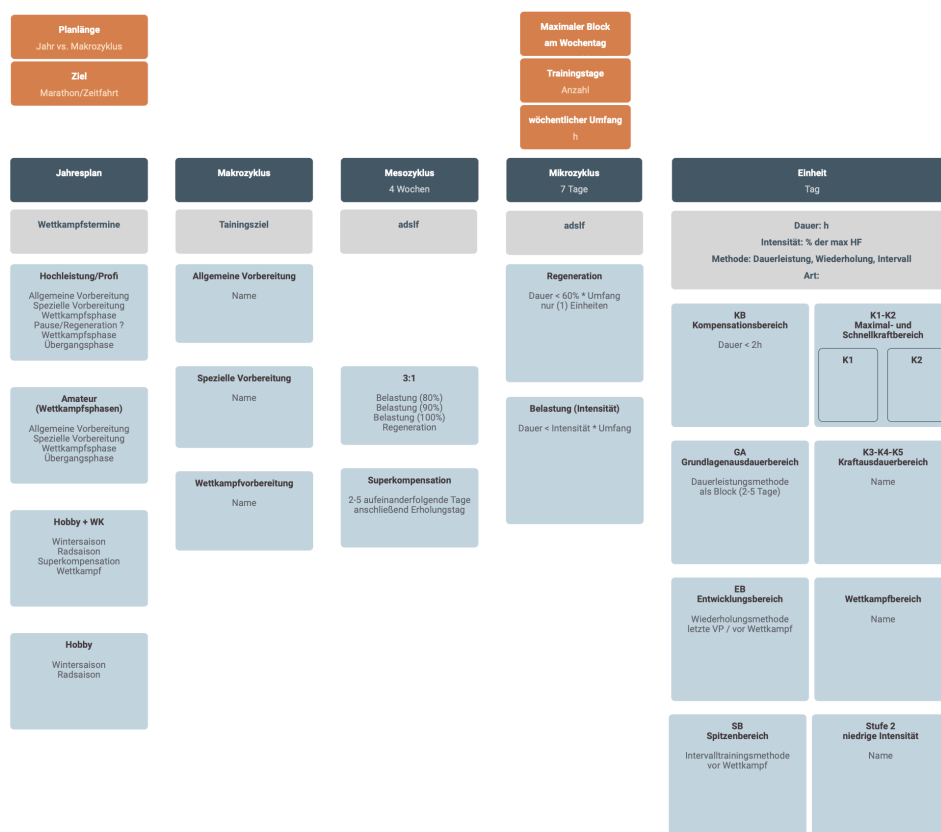 Planlänge
Jahr vs. Makrozyklus
Ziel
Marathon/Zeitfahrt
Maximaler Block
am Wochentag
Trainingstage
Anzahl
wöchentlicher Umfang
h
Jahresplan
Wettkampfstermine
Hochleistung/Profi
Allgemeine Vorbereitung
Spezielle Vorbereitung
Wettkampfphase
Pause/Regeneration ?
Wettkampfphase
Übergangsphase
Amateur
(Wettkampfsphasen)
Allgemeine Vorbereitung
Spezielle Vorbereitung
Wettkampfphase
Übergangsphase
Hobby + WK
Wintersaison
Radsaison
Superkompensation
Wettkampf
Hobby
Wintersaison
Radsaison
Makrozyklus
Tainingsziel
Allgemeine Vorbereitung
Name
Spezielle Vorbereitung
Name
Wettkampfvorbereitung
Name
Mesozyklus
4 Wochen
adslf
3:1
Belastung (80%)
Belastung (90%)
Belastung (100%)
Regeneration
Superkompensation
2-5 aufeinanderfolgende Tage
anschließend Erholungstag
Mikrozyklus
7 Tage
adslf
Regeneration
Dauer < 60% * Umfang
nur (1) Einheiten
Belastung (Intensität)
Dauer < Intensität * Umfang
Einheit
Tag
Dauer: h
Intensität: % der max HF
Methode: Dauerleistung, Wiederholung, Intervall
Art:
KB
Kompensationsbereich
Dauer < 2h
K1-K2
Maximal- und
Schnellkraftbereich
K1
K2
GA
Grundlagenausdauerbereich
Dauerleistungsmethode
als Block (2-5 Tage)
K3-K4-K5
Kraftausdauerbereich
Name
EB
Entwicklungsbereich
Wiederholungsmethode
letzte VP / vor Wettkampf
Wettkampfbereich
Name
SB
Spitzenbereich
Intervalltrainingsmethode
vor Wettkampf
Stufe 2
niedrige Intensität
Name